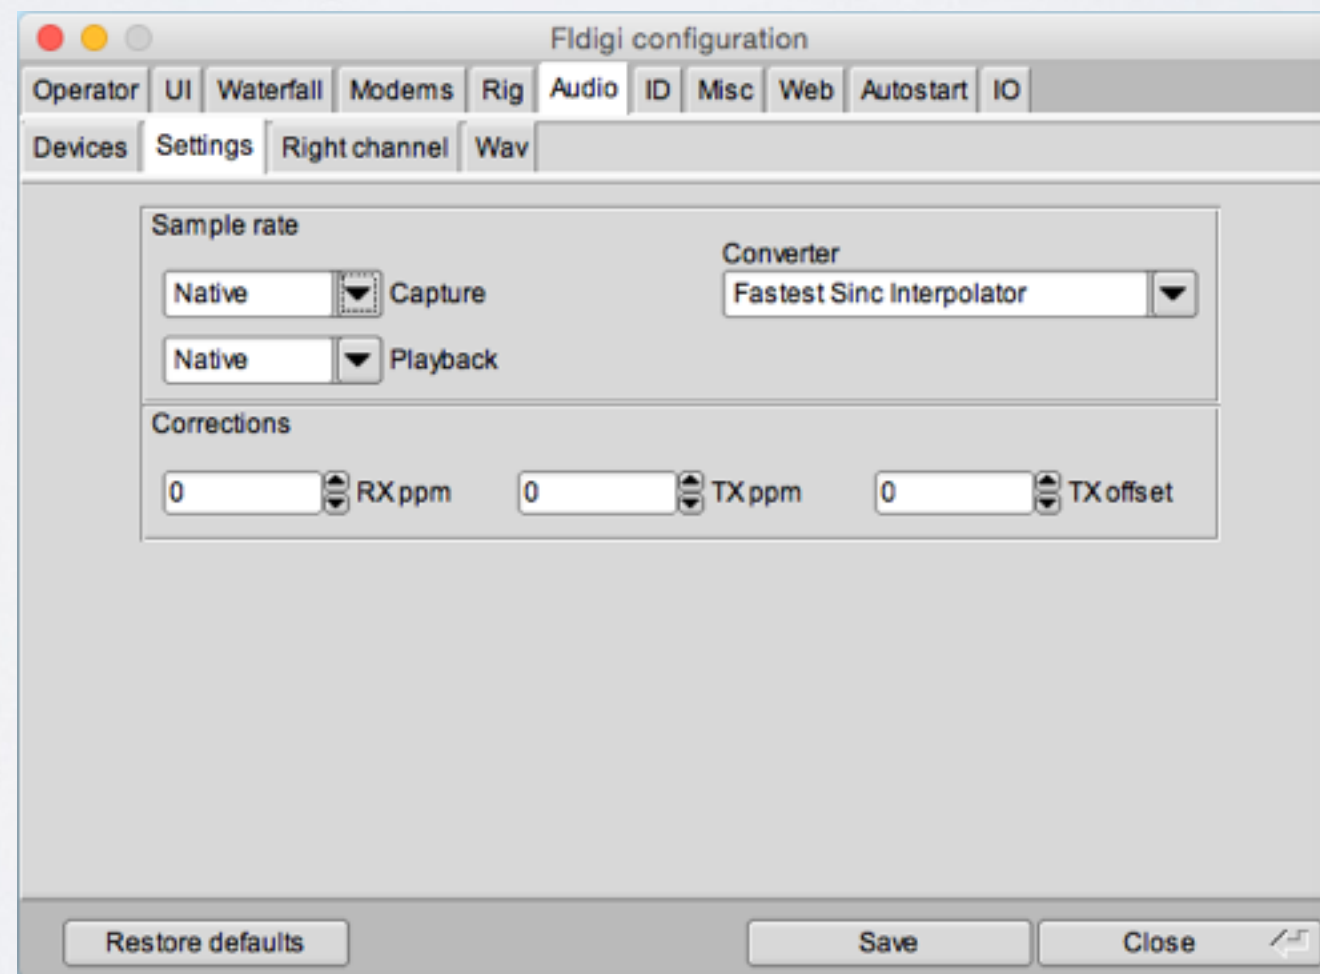 Fldigi configuration
Operator UI Waterfall Modems Rig Audio ID Misc Web Autostart IO
Devices Settings Right channel Wav
Sample rate
Converter
Native Capture Fastest Sinc Interpolator
Native Playback
Corrections
0 RX ppm 0 TX ppm 0 TX offset
Restore defaults Save Close